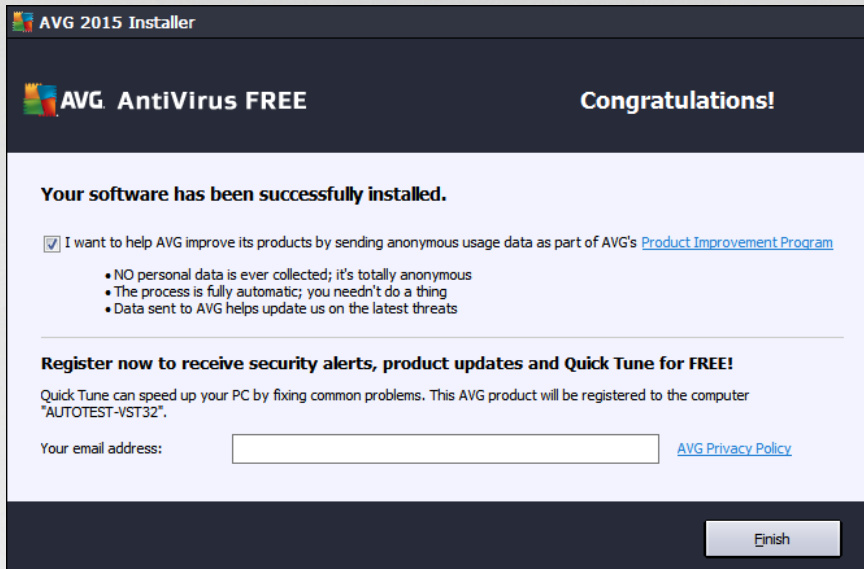 AVG 2015 Installer
AVG. AntiVirus FREE
Congratulations!
Your software has been successfully installed.
I want to help AVG improve its products by sending anonymous usage data as part of AVG's Product Improvement Program
• NO personal data is ever collected; it's totally anonymous
• The process is fully automatic; you needn't do a thing
• Data sent to AVG helps update us on the latest threats
Register now to receive security alerts, product updates and Quick Tune for FREE!
Quick Tune can speed up your PC by fixing common problems. This AVG product will be registered to the computer
"AUTOTEST-VST32".
Your email address:
AVG Privacy Policy
Finish